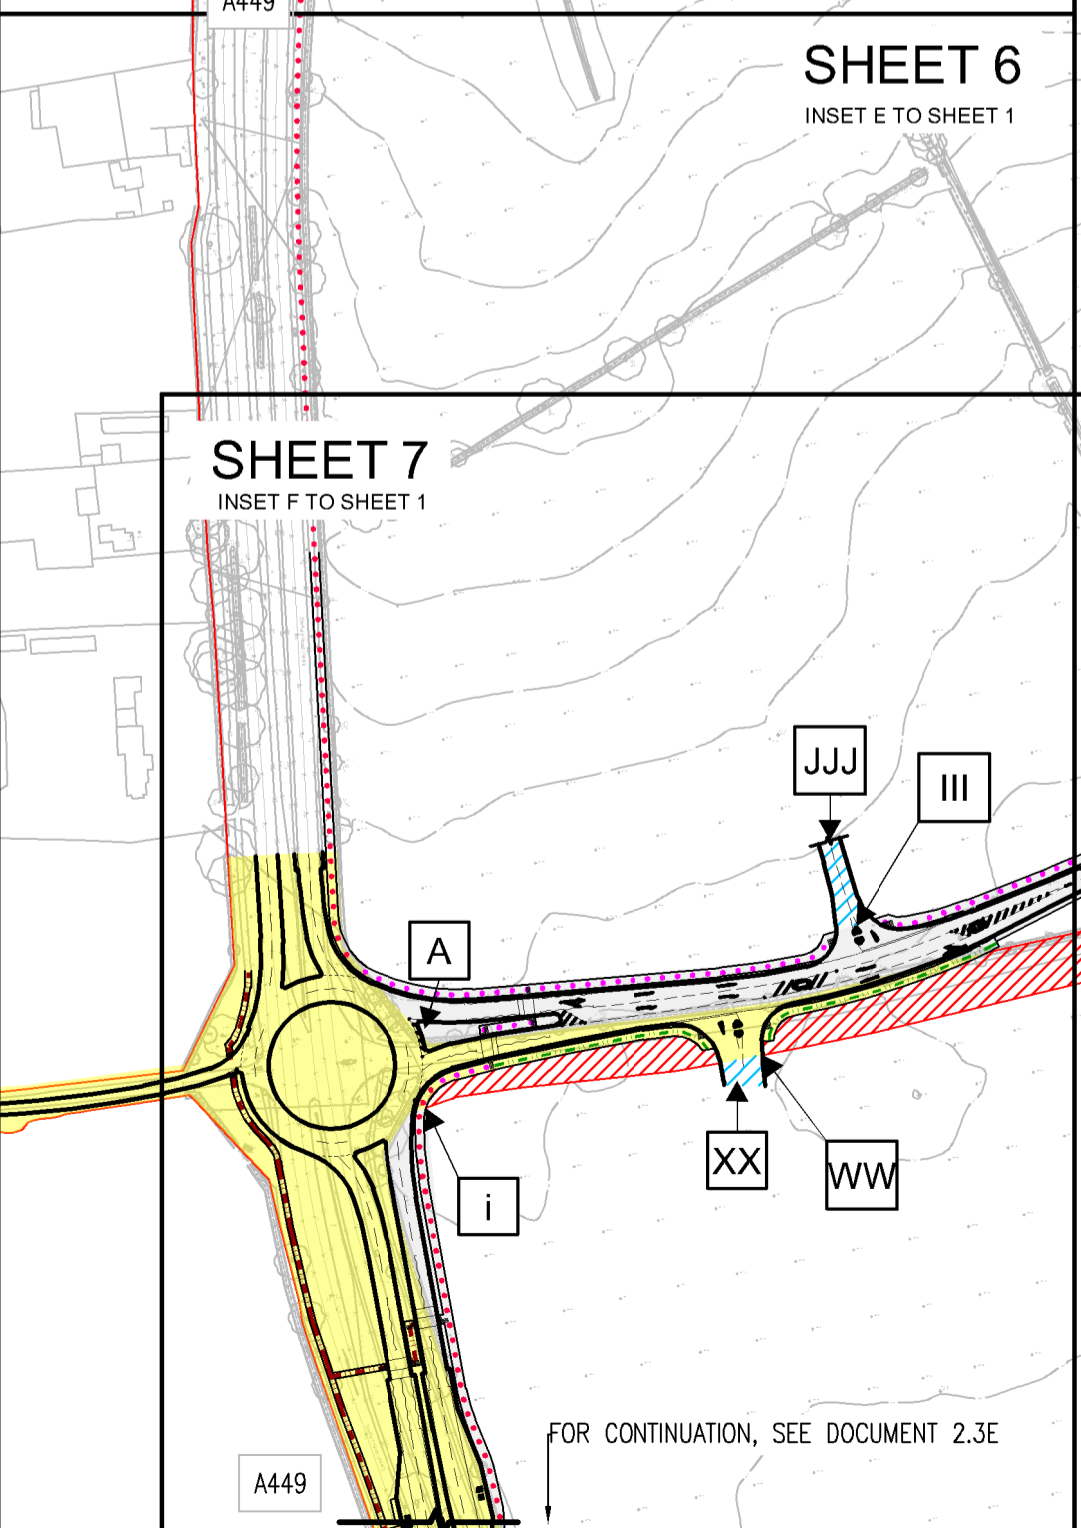 A449
SHEET 6
INSET E TO SHEET 1
SHEET 7
INSET F TO SHEET 1
JJJ
III
A
XX
WW
i
FOR CONTINUATION, SEE DOCUMENT 2.3E
A449